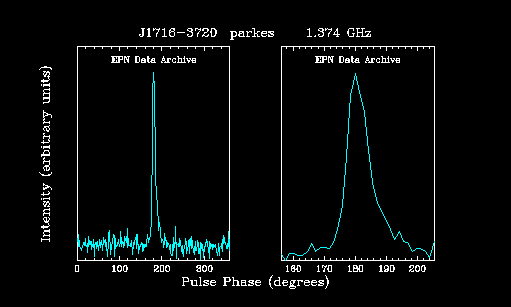 J1716-3720 parkes 1.374 GHz
EPN Data Archive
EPN Data Archive
Intensity (arbitrary units)
0 100 200 300
160 170 180 190 200
Pulse Phase (degrees)